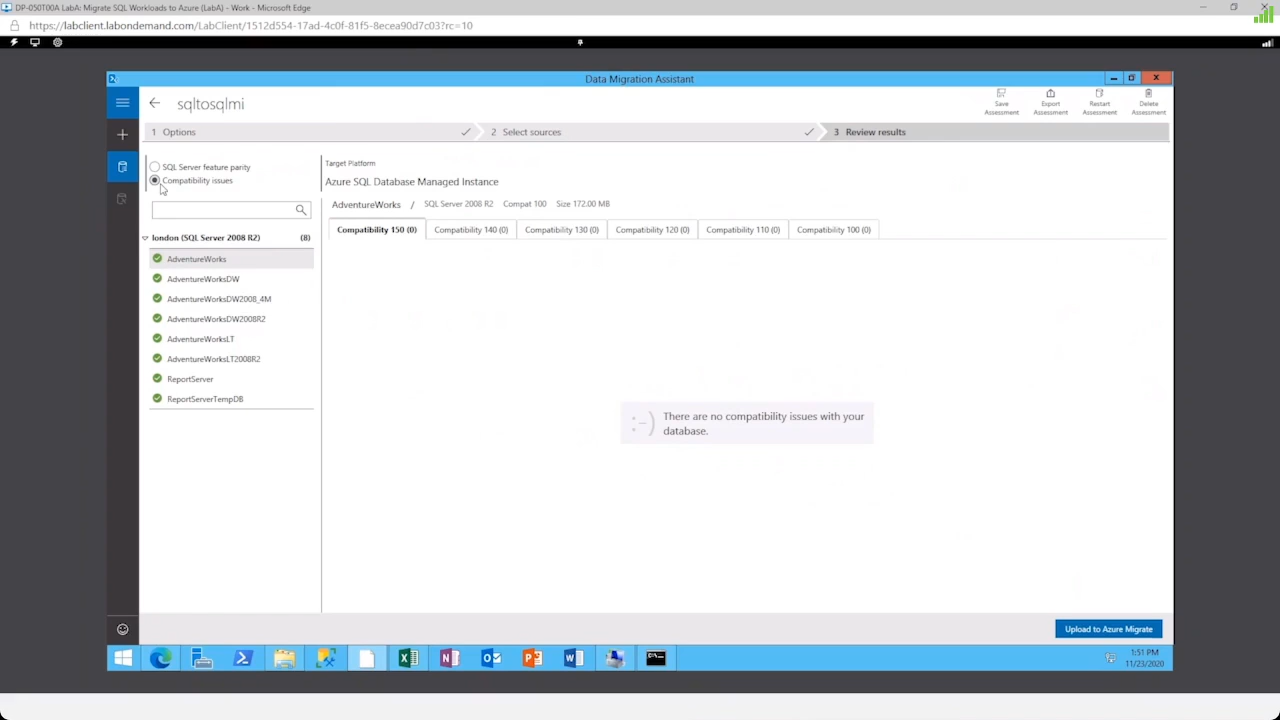 DP-050T00A LabA: Migrate SQL Workloads to Azure (LabA) - Work - Microsoft Edge
https://labclient.labondemand.com/LabClient/1512d554-17ad-4c0f-81f5-8ecea90d7c03?rc=10
Data Migration Assistant
sqltosqlmi
Save Assessment
Export Assessment
Restart Assessment
Delete Assessment
1 Options
2 Select sources
3 Review results
SQL Server feature parity
Compatibility issues
Target Platform
Azure SQL Database Managed Instance
AdventureWorks / SQL Server 2008 R2 Compat 100 Size 172.00 MB
Compatibility 150 (0) Compatibility 140 (0) Compatibility 130 (0) Compatibility 120 (0) Compatibility 110 (0) Compatibility 100 (0)
london (SQL Server 2008 R2) (8)
AdventureWorks
AdventureWorksDW
AdventureWorksDW2008_4M
AdventureWorksDW2008R2
AdventureWorksLT
AdventureWorksLT2008R2
ReportServer
ReportServerTempDB
:-) There are no compatibility issues with your
database.
Upload to Azure Migrate
1:51 PM
11/23/2020